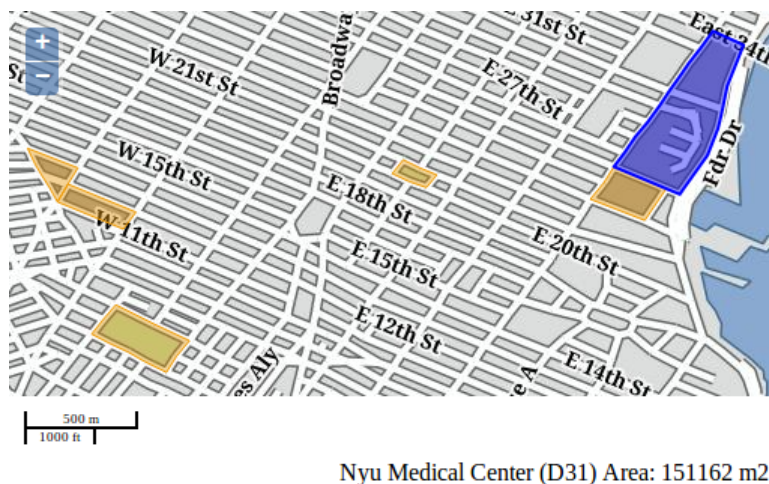 +
−
East 34th
E 31st St
Broadwa
W 21st St
E 27th St
St
W 15th St
Fdr Dr
E 18th St
W 11th St
E 20th St
E 15th St
E 12th St
es Aly
e A
E 14th St
500 m
1000 ft
Nyu Medical Center (D31) Area: 151162 m2